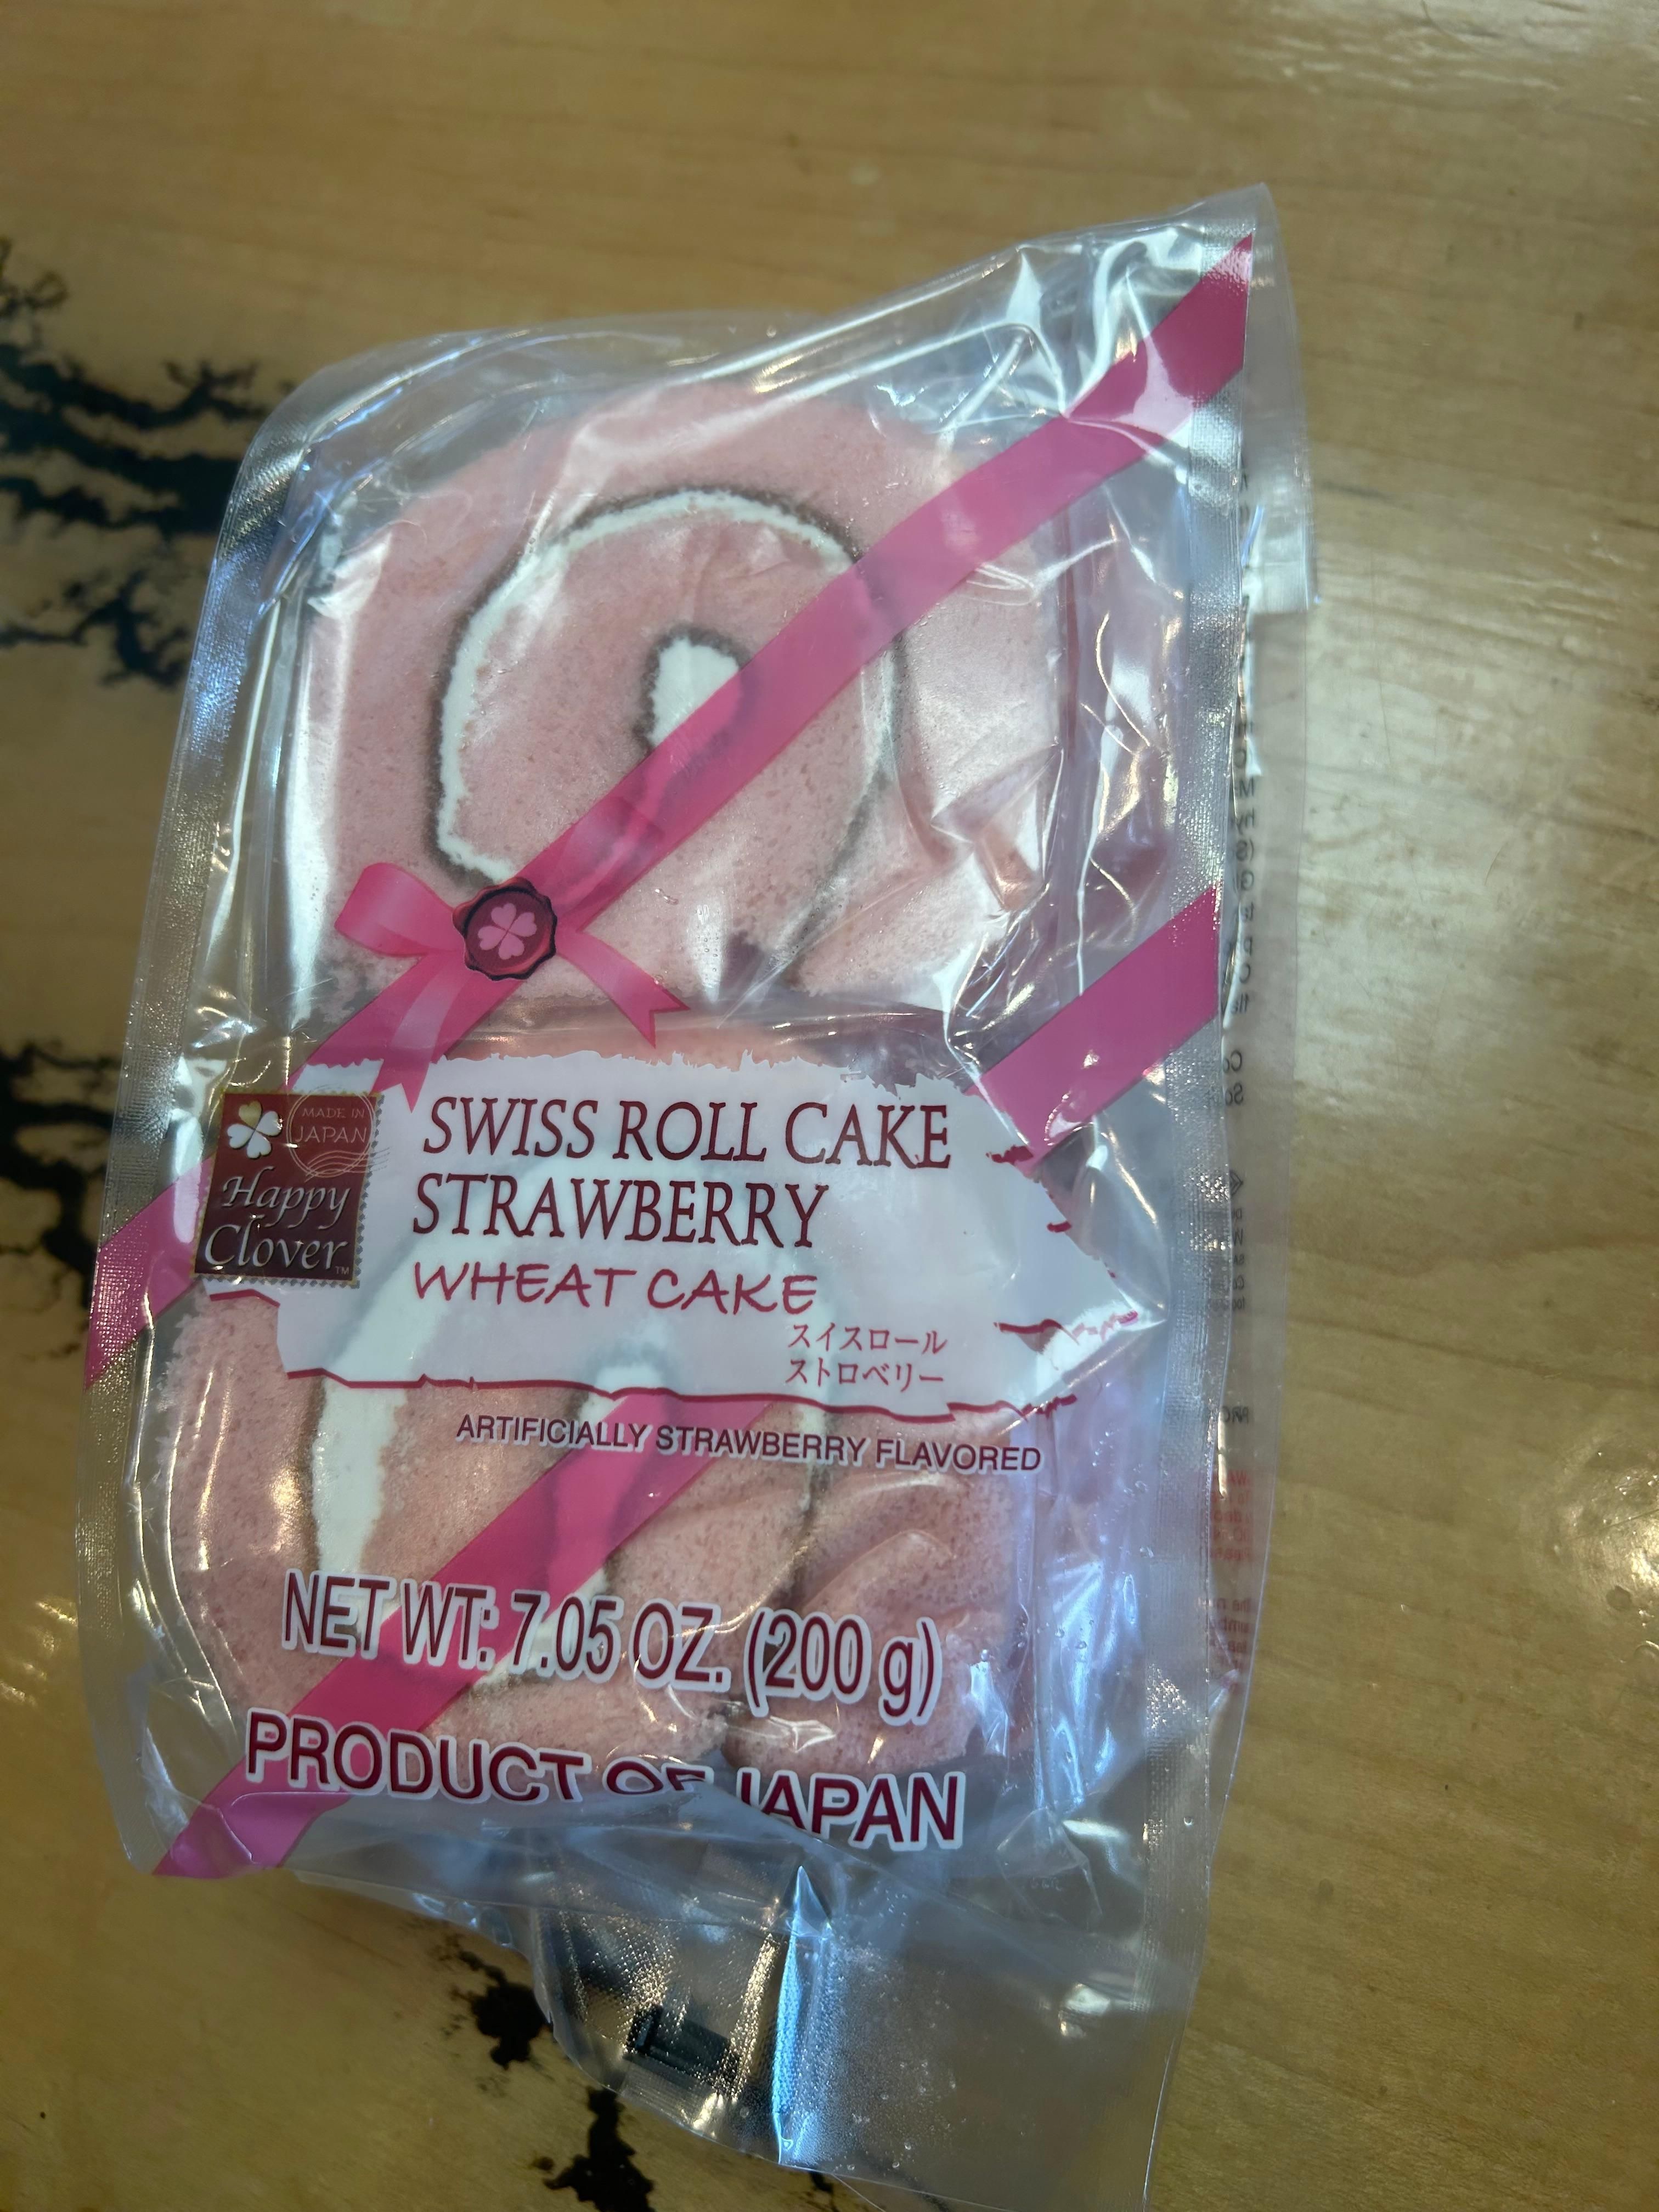 MADE IN
JAPAN
Happy
Clover™
SWISS ROLL CAKE
STRAWBERRY
WHEAT CAKE
スイスロール
ストロベリー
ARTIFICIALLY STRAWBERRY FLAVORED
NET WT: 7.05 OZ. (200 g)
PRODUCT OF JAPAN